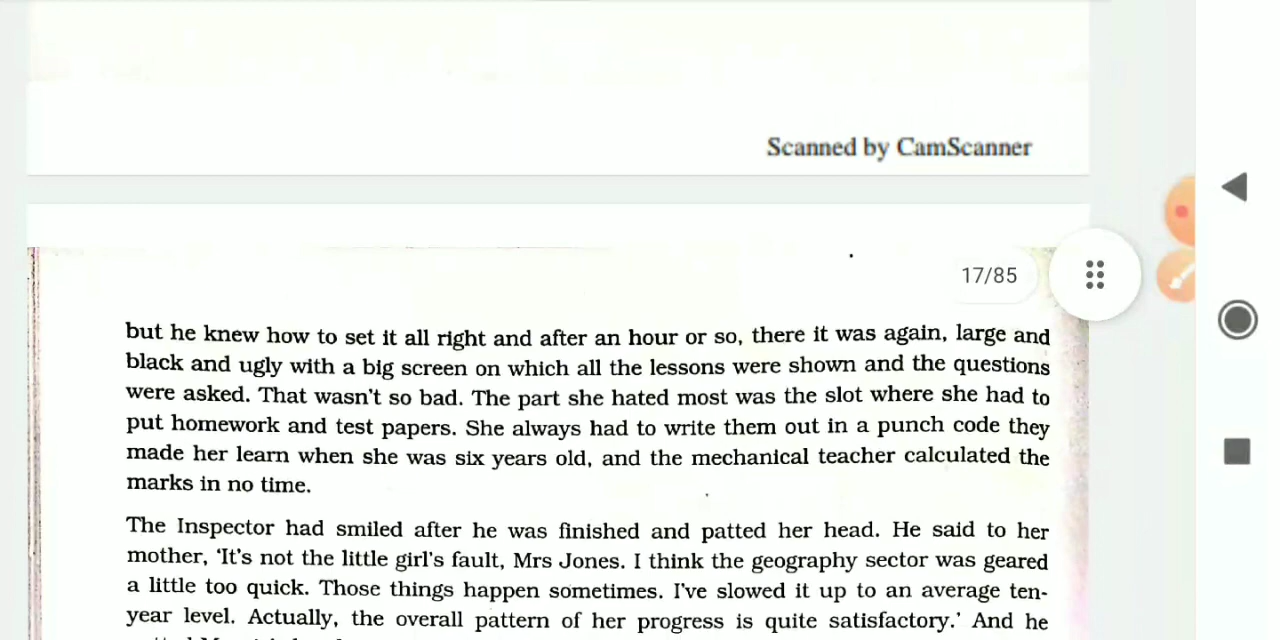 Scanned by CamScanner
17/85
but he knew how to set it all right and after an hour or so, there it was again, large and
black and ugly with a big screen on which all the lessons were shown and the questions
were asked. That wasn't so bad. The part she hated most was the slot where she had to
put homework and test papers. She always had to write them out in a punch code they
made her learn when she was six years old, and the mechanical teacher calculated the
marks in no time.
The Inspector had smiled after he was finished and patted her head. He said to her
mother, 'It's not the little girl's fault, Mrs Jones. I think the geography sector was geared
a little too quick. Those things happen sometimes. I've slowed it up to an average ten-
year level. Actually, the overall pattern of her progress is quite satisfactory.' And he